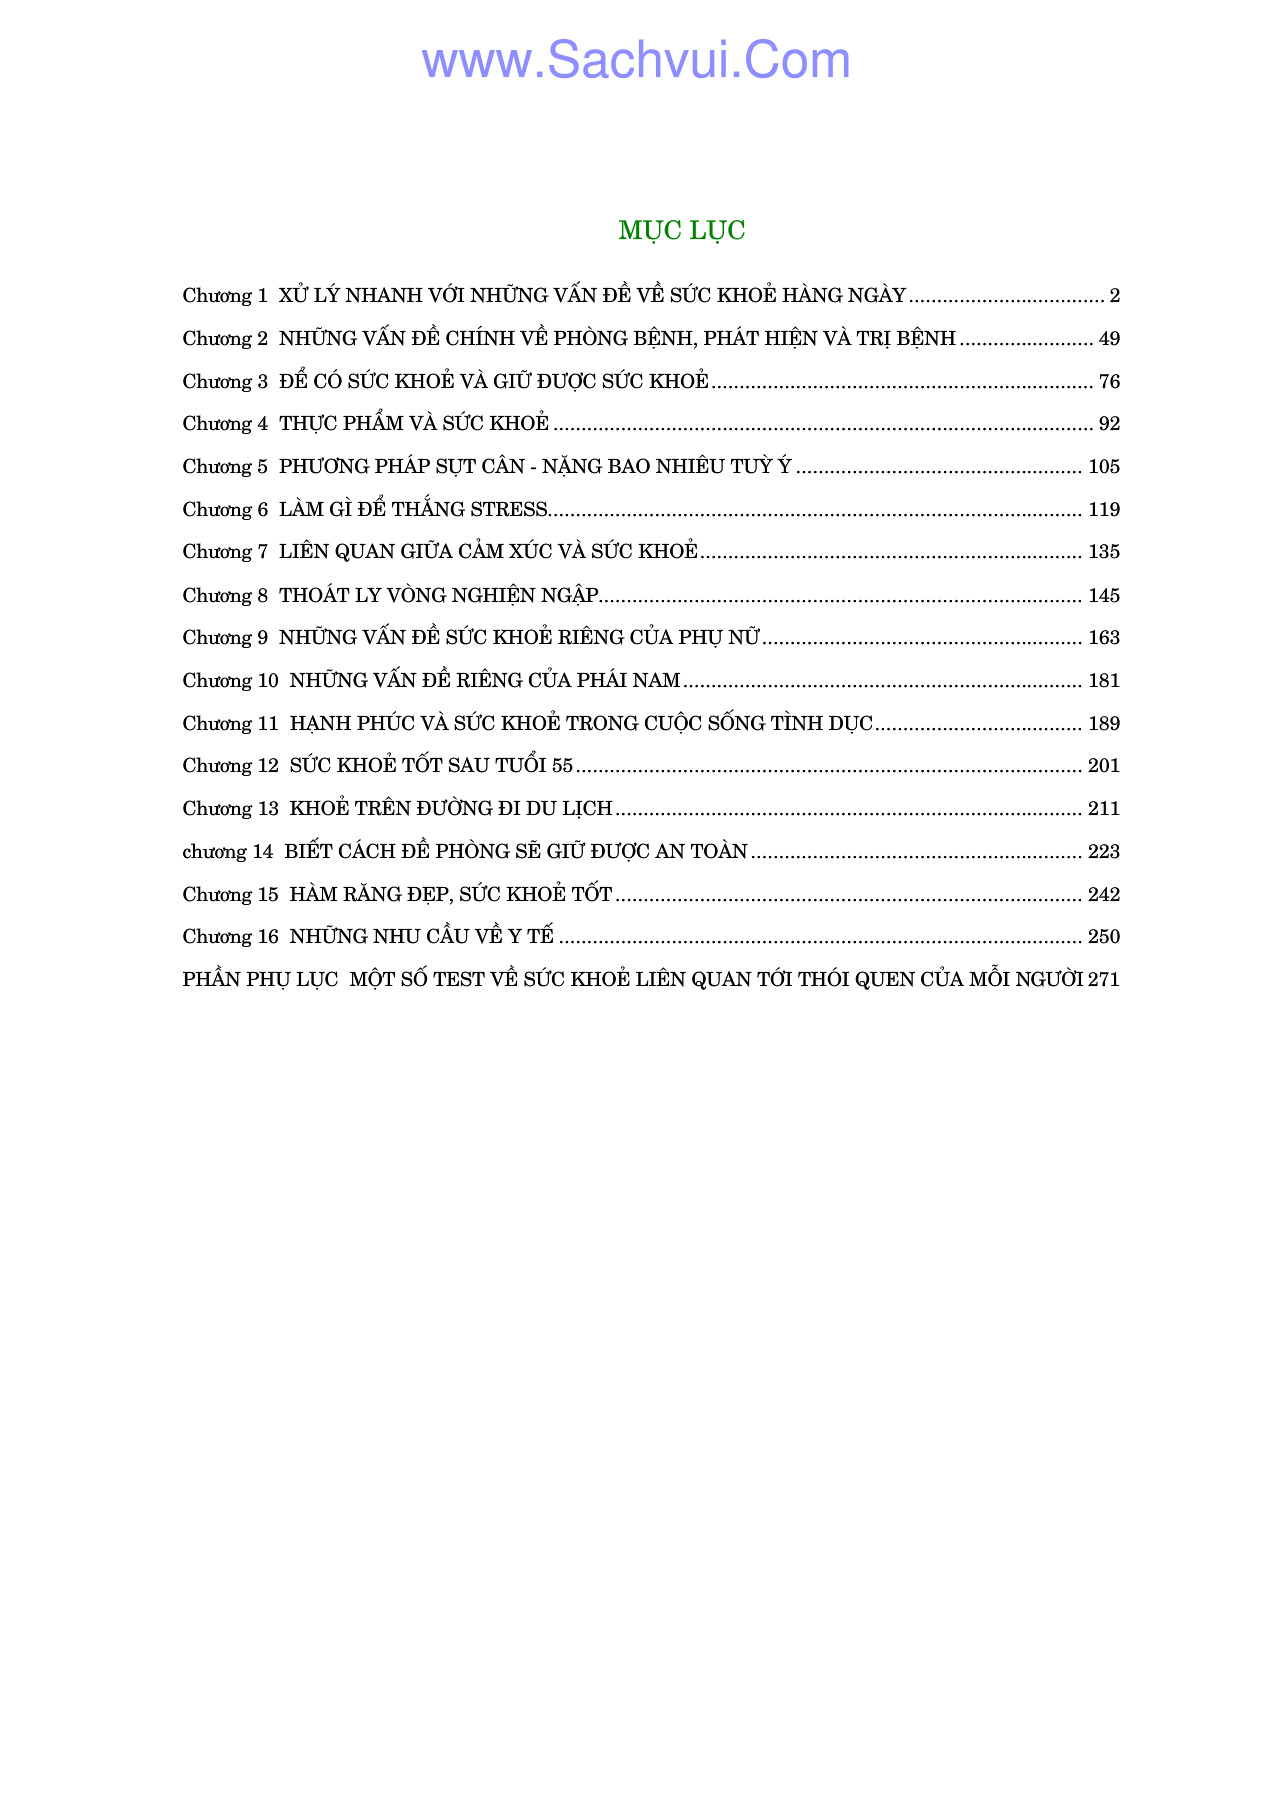 www.Sachvui.Com
MỤC LỤC
Chương 1 XỬ LÝ NHANH VỚI NHỮNG VẤN ĐỀ VỀ SỨC KHOẺ HÀNG NGÀY................................... 2
Chương 2 NHỮNG VẤN ĐỀ CHÍNH VỀ PHÒNG BỆNH, PHÁT HIỆN VÀ TRỊ BỆNH........................ 49
Chương 3 ĐỂ CÓ SỨC KHOẺ VÀ GIỮ ĐƯỢC SỨC KHOẺ.................................................................... 76
Chương 4 THỰC PHẨM VÀ SỨC KHOẺ................................................................................................ 92
Chương 5 PHƯƠNG PHÁP SỤT CÂN - NẶNG BAO NHIÊU TUỲ Ý................................................... 105
Chương 6 LÀM GÌ ĐỂ THẮNG STRESS............................................................................................... 119
Chương 7 LIÊN QUAN GIỮA CẢM XÚC VÀ SỨC KHOẺ.................................................................... 135
Chương 8 THOÁT LY VÒNG NGHIỆN NGẬP...................................................................................... 145
Chương 9 NHỮNG VẤN ĐỀ SỨC KHOẺ RIÊNG CỦA PHỤ NỮ......................................................... 163
Chương 10 NHỮNG VẤN ĐỀ RIÊNG CỦA PHÁI NAM....................................................................... 181
Chương 11 HẠNH PHÚC VÀ SỨC KHOẺ TRONG CUỘC SỐNG TÌNH DỤC..................................... 189
Chương 12 SỨC KHOẺ TỐT SAU TUỔI 55.......................................................................................... 201
Chương 13 KHOẺ TRÊN ĐƯỜNG ĐI DU LỊCH................................................................................... 211
chương 14 BIẾT CÁCH ĐỀ PHÒNG SẼ GIỮ ĐƯỢC AN TOÀN........................................................... 223
Chương 15 HÀM RĂNG ĐẸP, SỨC KHOẺ TỐT................................................................................... 242
Chương 16 NHỮNG NHU CẦU VỀ Y TẾ............................................................................................. 250
PHẦN PHỤ LỤC MỘT SỐ TEST VỀ SỨC KHOẺ LIÊN QUAN TỚI THÓI QUEN CỦA MỖI NGƯỜI 271